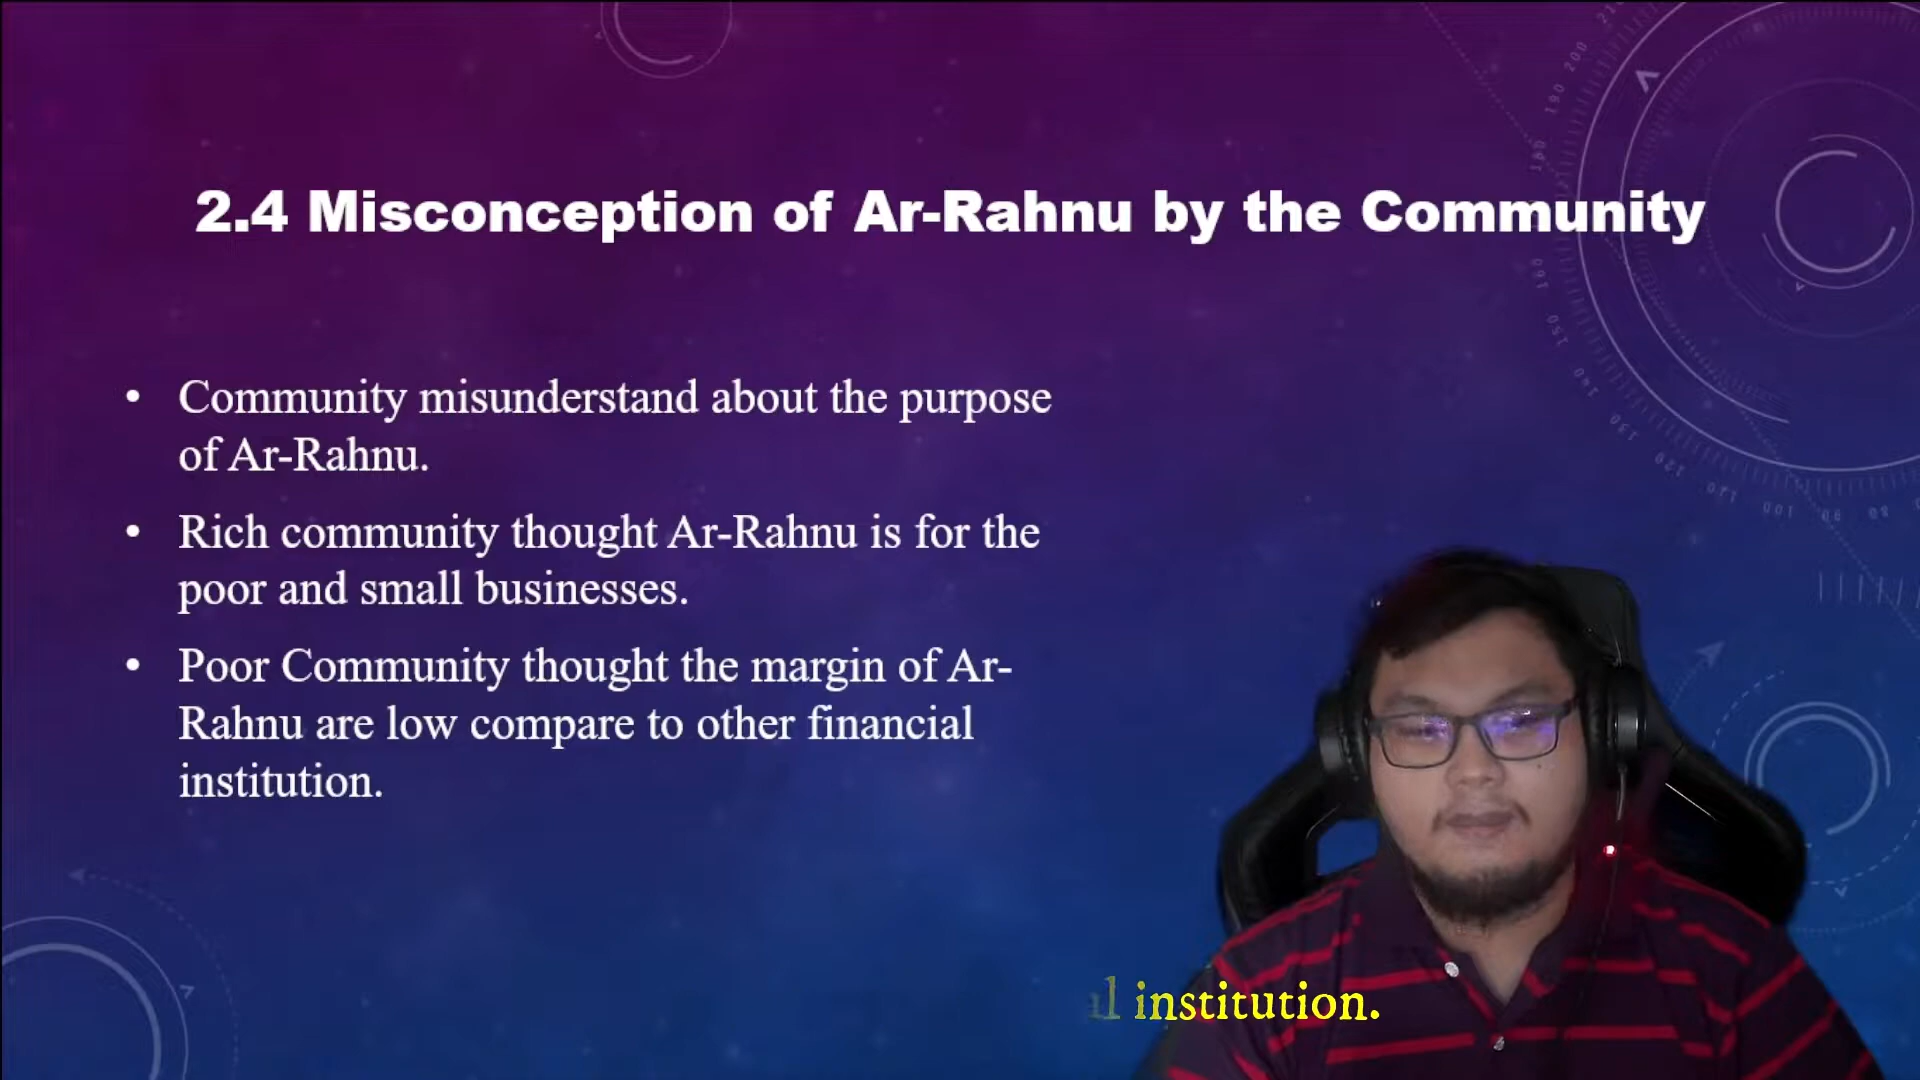 2.4 Misconception of Ar-Rahnu by the Community
• Community misunderstand about the purpose
of Ar-Rahnu.
• Rich community thought Ar-Rahnu is for the
poor and small businesses.
• Poor Community thought the margin of Ar-
Rahnu are low compare to other financial
institution.
institution.